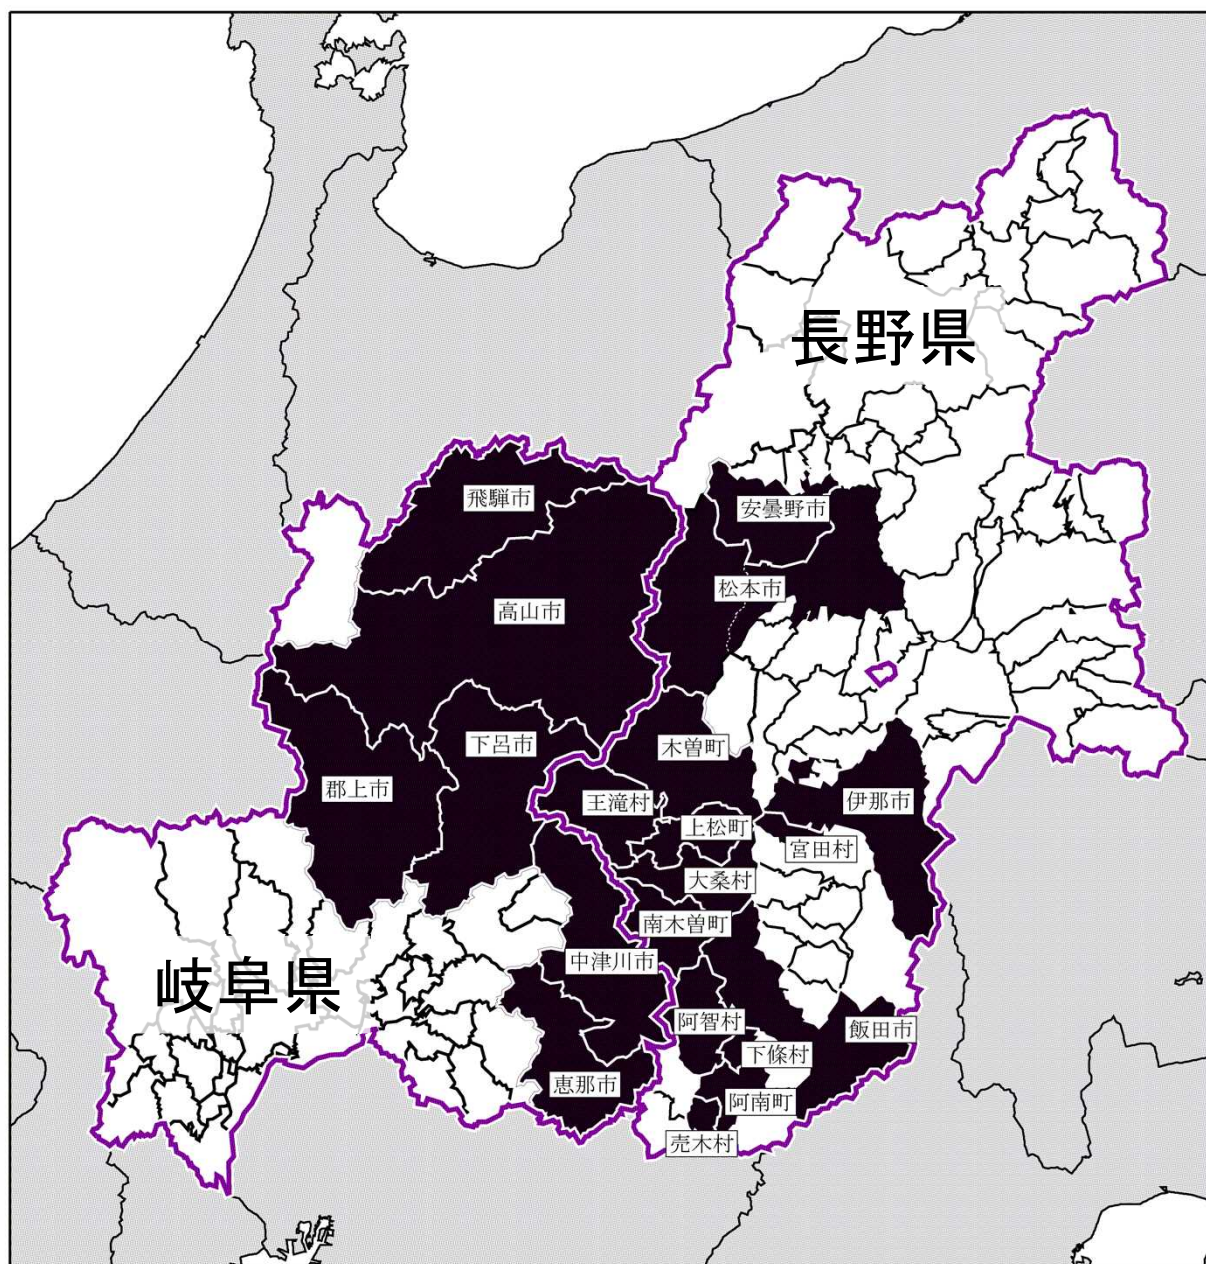 長野県
飛騨市
安曇野市
松本市
高山市
木曽町
下呂市
郡上市
王滝村
伊那市
上松町
宮田村
大桑村
南木曽町
中津川市
岐阜県
阿智村
飯田市
下條村
恵那市
阿南町
売木村